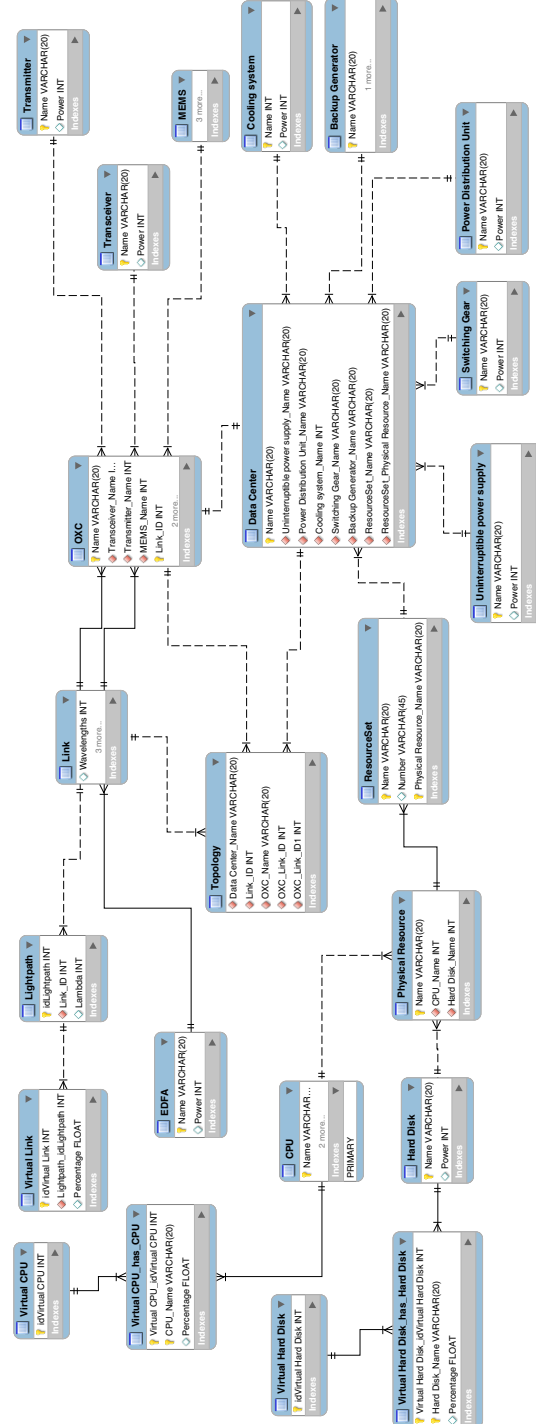 Transmitter
Name VARCHAR(20)
Power INT
Indexes
Transceiver
Name VARCHAR(20)
Power INT
Indexes
MEMS
3 more...
Indexes
Cooling system
Name INT
Power INT
Indexes
Backup Generator
Name VARCHAR(20)
1 more...
Indexes
Power Distribution Unit
Name VARCHAR(20)
Power INT
Indexes
Switching Gear
Name VARCHAR(20)
Power INT
Indexes
Uninterruptible power supply
Name VARCHAR(20)
Power INT
Indexes
OXC
Name VARCHAR(20)
Transceiver_Name I...
Transmitter_Name INT
MEMS_Name INT
Link_ID INT
2 more...
Indexes
Data Center
Name VARCHAR(20)
Uninterruptible power supply_Name VARCHAR(20)
Power Distribution Unit_Name VARCHAR(20)
Cooling system_Name INT
Switching Gear_Name VARCHAR(20)
Backup Generator_Name VARCHAR(20)
ResourceSet_Name VARCHAR(20)
ResourceSet_Physical Resource_Name VARCHAR(20)
Indexes
Link
Wavelengths INT
3 more...
Indexes
Topology
Data Center_Name VARCHAR(20)
Link_ID INT
OXC_Name VARCHAR(20)
OXC_Link_ID INT
OXC_Link_ID1 INT
Indexes
ResourceSet
Name VARCHAR(20)
Number VARCHAR(45)
Physical Resource_Name VARCHAR(20)
Indexes
Lightpath
idLightpath INT
Link_ID INT
Lambda INT
Indexes
EDFA
Name VARCHAR(20)
Power INT
Indexes
Physical Resource
Name VARCHAR(20)
CPU_Name INT
Hard Disk_Name INT
Indexes
Virtual Link
idVirtual Link INT
Lightpath_idLightpath INT
Percentage FLOAT
Indexes
CPU
Name VARCHAR...
2 more...
Indexes
PRIMARY
Hard Disk
Name VARCHAR(20)
Power INT
Indexes
Virtual CPU
idVirtual CPU INT
Indexes
Virtual CPU_has_CPU
Virtual CPU_idVirtual CPU INT
CPU_Name VARCHAR(20)
Percentage FLOAT
Indexes
Virtual Hard Disk
idVirtual Hard Disk INT
Indexes
Virtual Hard Disk_has_Hard Disk
Virtual Hard Disk_idVirtual Hard Disk INT
Hard Disk_Name VARCHAR(20)
Percentage FLOAT
Indexes